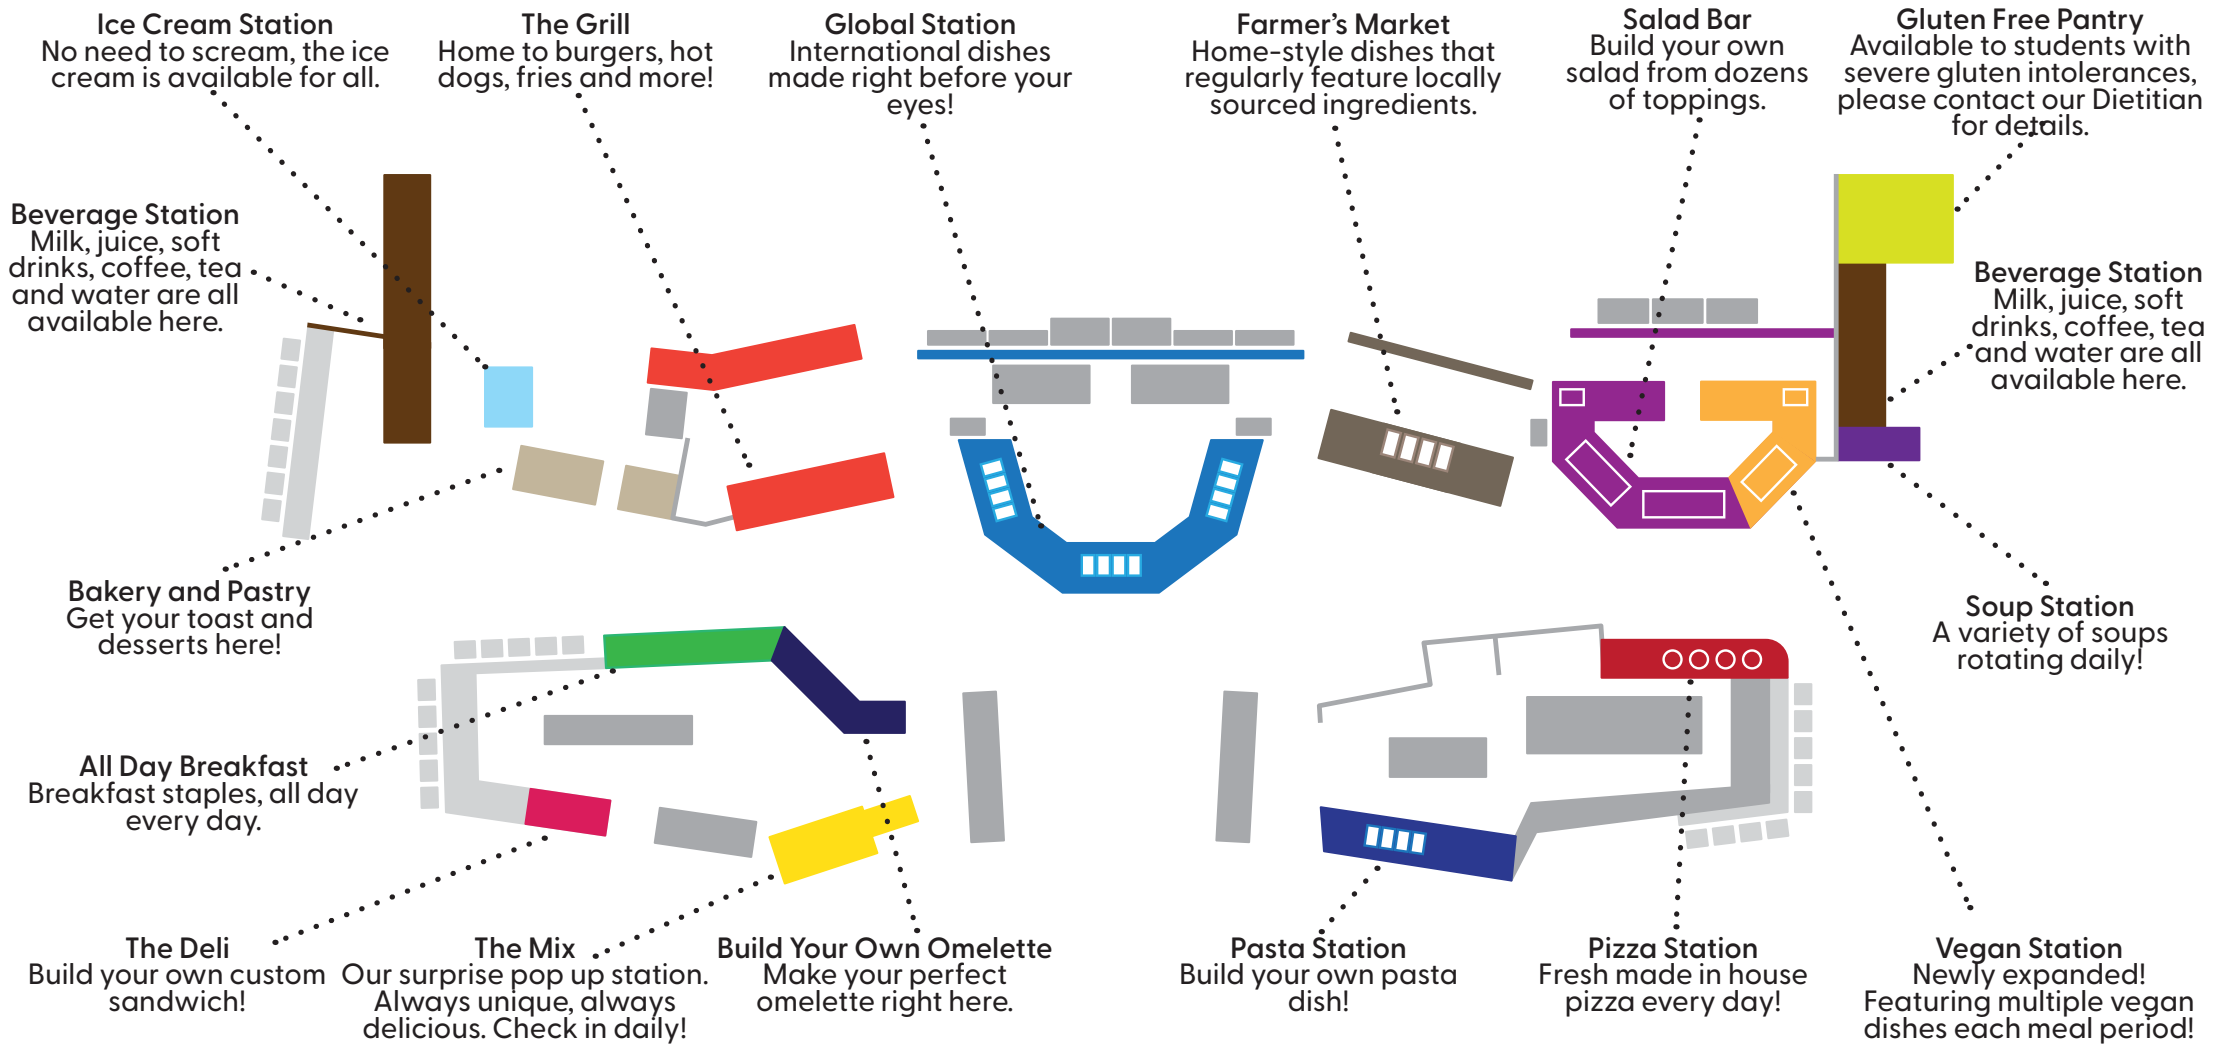 Ice Cream Station
No need to scream, the ice
cream is available for all.
The Grill
Home to burgers, hot
dogs, fries and more!
Global Station
International dishes
made right before your
eyes!
Farmer’s Market
Home-style dishes that
regularly feature locally
sourced ingredients.
Salad Bar
Build your own
salad from dozens
of toppings.
Gluten Free Pantry
Available to students with
severe gluten intolerances,
please contact our Dietitian
for details.
Beverage Station
Milk, juice, soft
drinks, coffee, tea
and water are all
available here.
Beverage Station
Milk, juice, soft
drinks, coffee, tea
and water are all
available here.
Bakery and Pastry
Get your toast and
desserts here!
Soup Station
A variety of soups
rotating daily!
All Day Breakfast
Breakfast staples, all day
every day.
The Deli
Build your own custom
sandwich!
The Mix
Our surprise pop up station.
Always unique, always
delicious. Check in daily!
Build Your Own Omelette
Make your perfect
omelette right here.
Pasta Station
Build your own pasta
dish!
Pizza Station
Fresh made in house
pizza every day!
Vegan Station
Newly expanded!
Featuring multiple vegan
dishes each meal period!